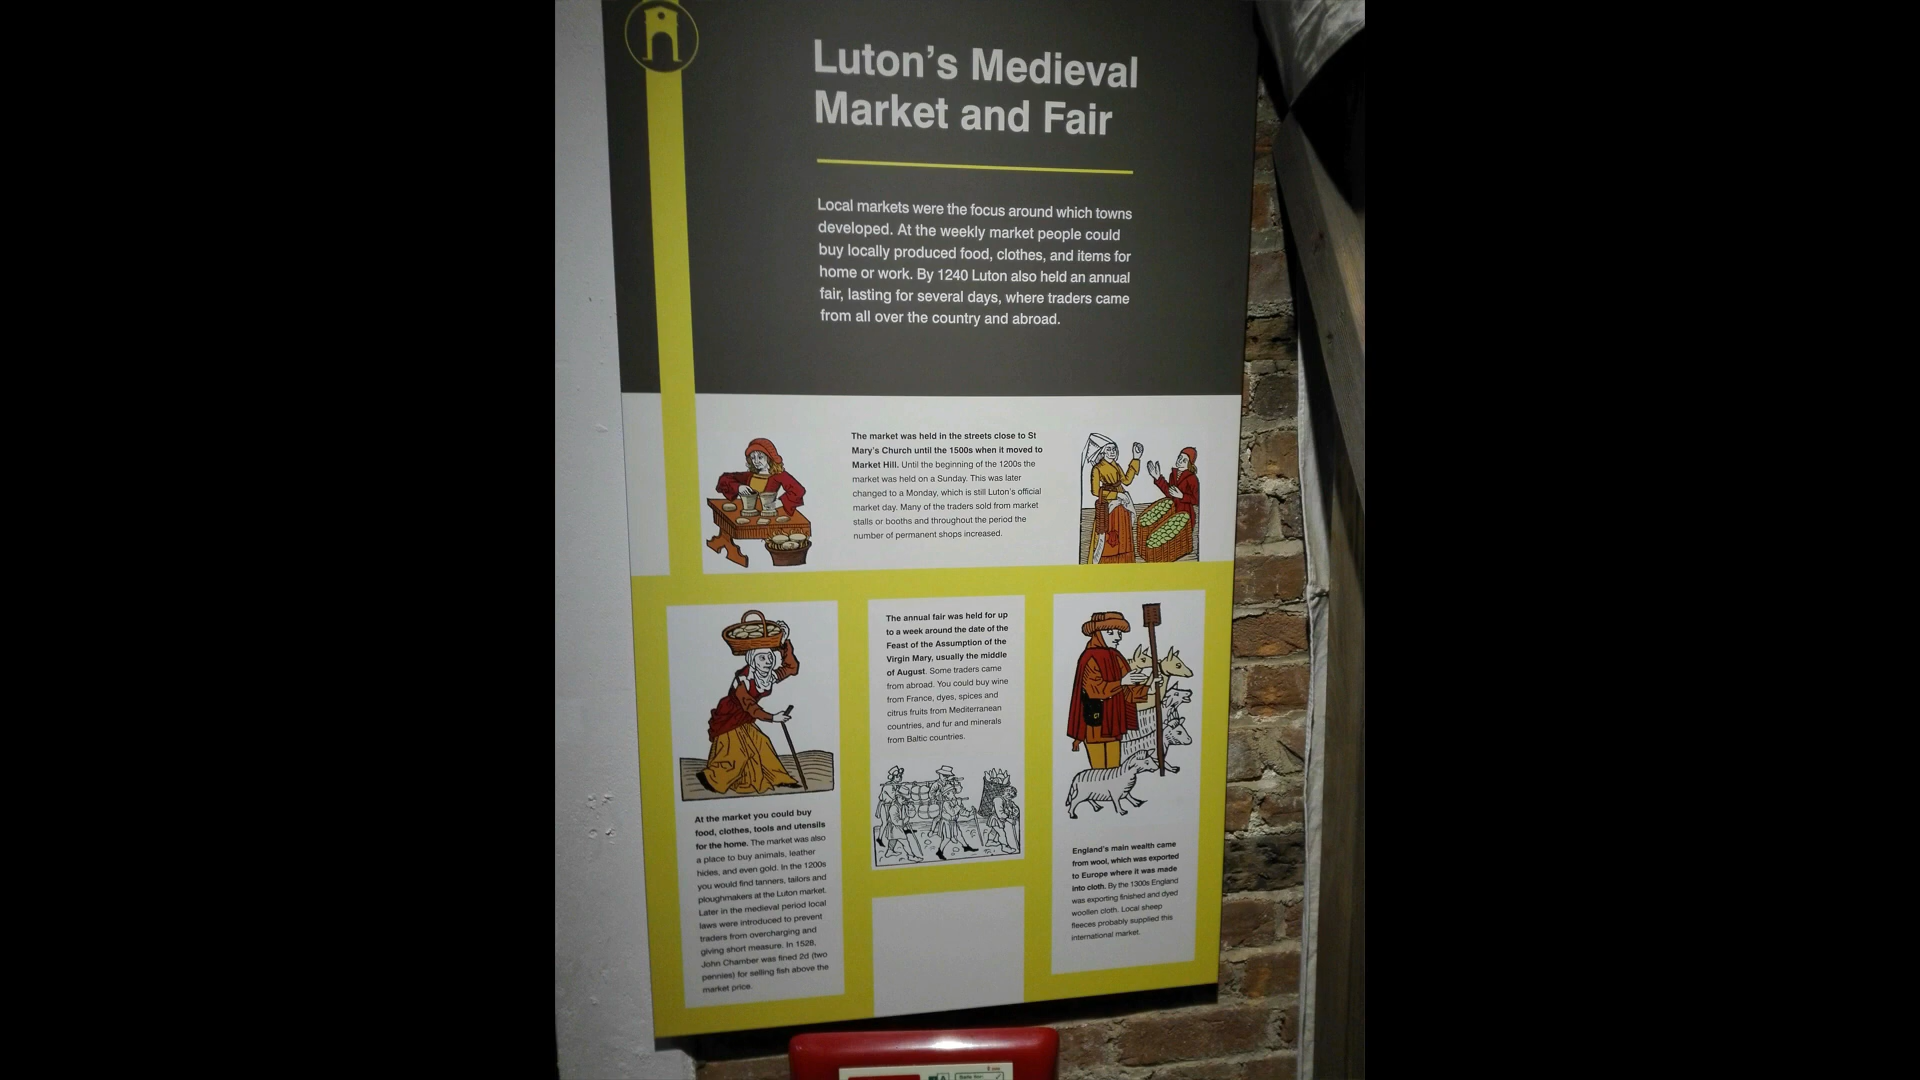 Luton's Medieval
Market and Fair
Local markets were the focus around which towns
developed. At the weekly market people could
buy locally produced food, clothes, and items for
home or work. By 1240 Luton also held an annual
fair, lasting for several days, where traders came
from all over the country and abroad.
The market was held in the streets close to St
Mary's Church until the 1500s when it moved to
Market Hill. Until the beginning of the 1200s the
market was held on a Sunday. This was later
changed to a Monday, which is still Luton's official
market day. Many of the traders sold from market
stalls or booths and throughout the period the
number of permanent shops increased.
At the market you could buy
food, clothes, tools and utensils
for the home. The market was also
a place to buy animals, leather
hides, and even gold. In the 1200s
you would find tanners, tailors and
ploughmakers at the Luton market.
Later in the medieval period local
laws were introduced to prevent
traders from overcharging and
giving short measure. In 1528,
John Chamber was fined 2d (two
pennies) for selling fish above the
market price.
The annual fair was held for up
to a week around the date of the
Feast of the Assumption of the
Virgin Mary, usually the middle
of August. Some traders came
from abroad. You could buy wine
from France, dyes, spices and
citrus fruits from Mediterranean
countries, and fur and minerals
from Baltic countries.
England's main wealth came
from wool, which was exported
to Europe where it was made
into cloth. By the 1300s England
was exporting finished and dyed
woollen cloth. Local sheep
fleeces probably supplied this
international market.